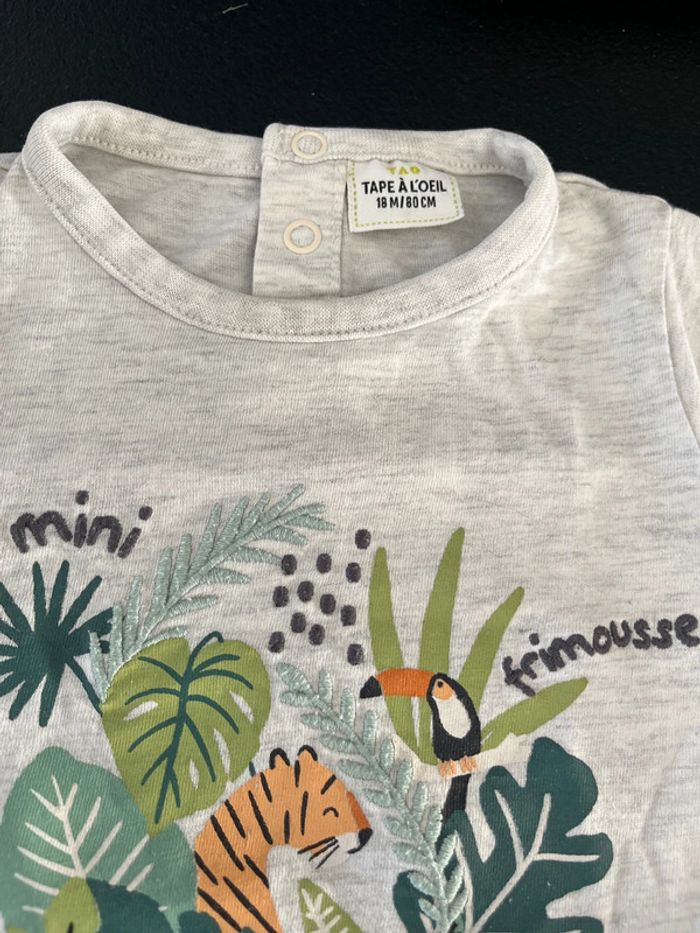 TAO
TAPE À L'OEIL
18 M/80 CM
mini
frimousse